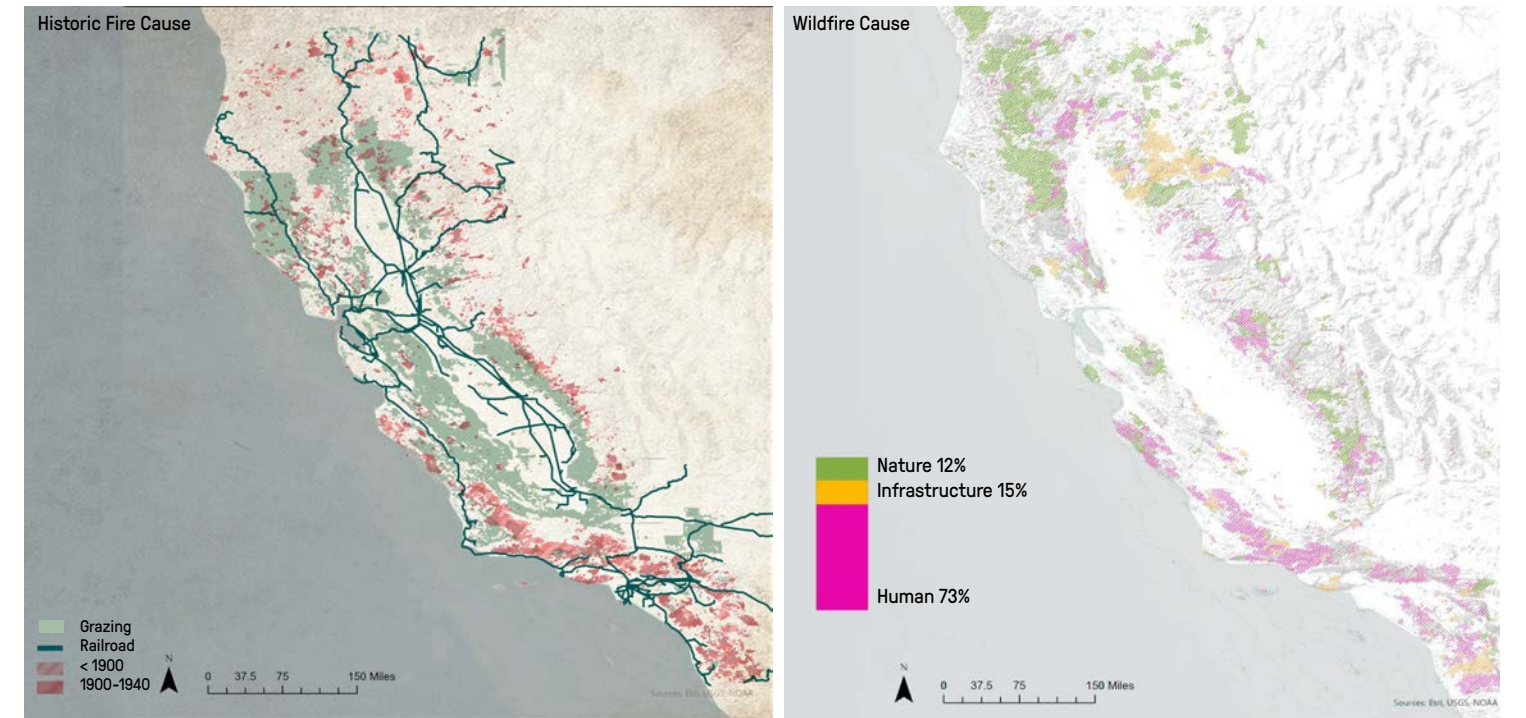 Historic Fire Cause
Grazing
Railroad
< 1900
1900-1940
N
0 37.5 75 150 Miles
Sources: Esri, USGS, NOAA
Wildfire Cause
Nature 12%
Infrastructure 15%
Human 73%
N
0 37.5 75 150 Miles
Sources: Esri, USGS, NOAA